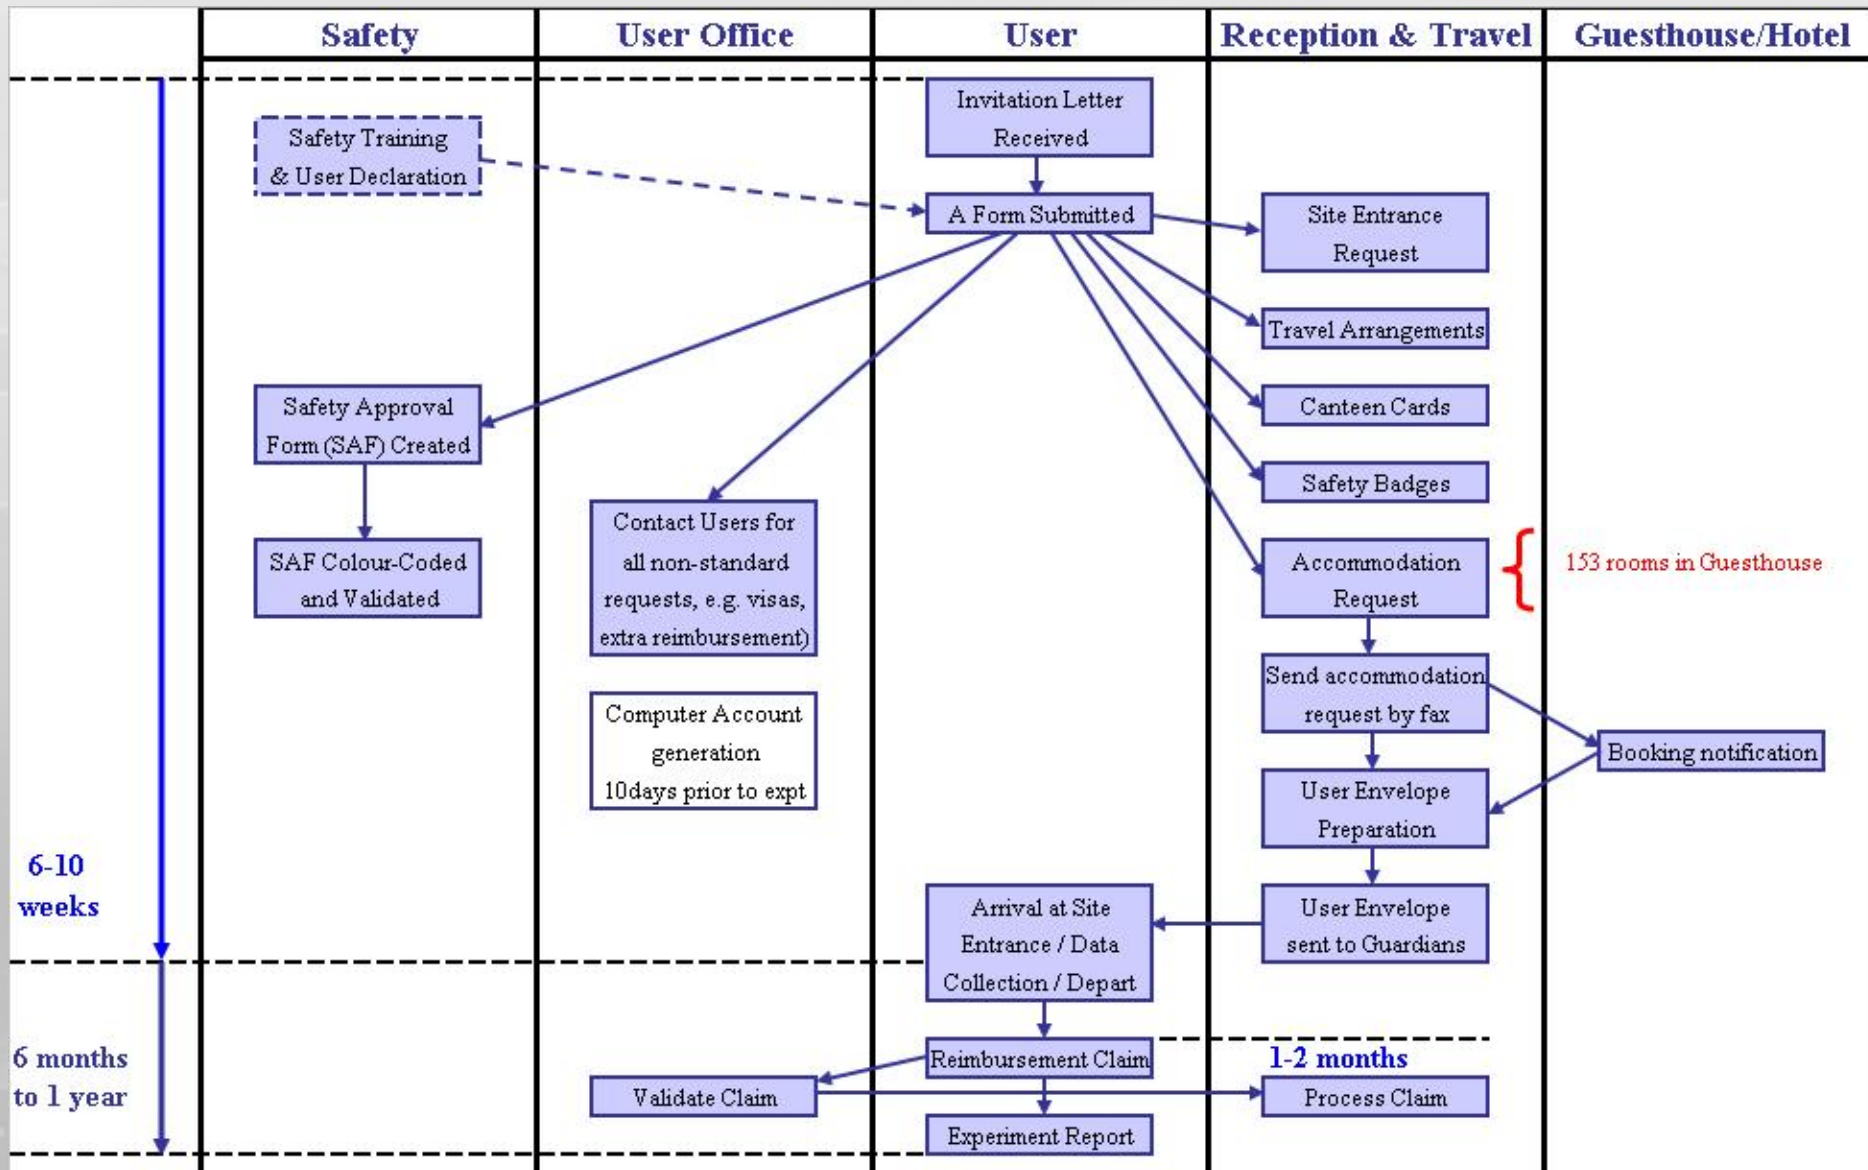 Safety
User Office
User
Reception & Travel
Guesthouse/Hotel
Invitation Letter
Received
Safety Training
& User Declaration
A Form Submitted
Site Entrance
Request
Travel Arrangements
Safety Approval
Form (SAF) Created
Canteen Cards
Safety Badges
Contact Users for
all non-standard
requests, e.g. visas,
extra reimbursement)
SAF Colour-Coded
and Validated
Accommodation
Request
153 rooms in Guesthouse
Send accommodation
request by fax
Computer Account
generation
10days prior to expt
Booking notification
User Envelope
Preparation
6-10
weeks
Arrival at Site
Entrance / Data
Collection / Depart
User Envelope
sent to Guardians
6 months
to 1 year
Reimbursement Claim
1-2 months
Validate Claim
Process Claim
Experiment Report